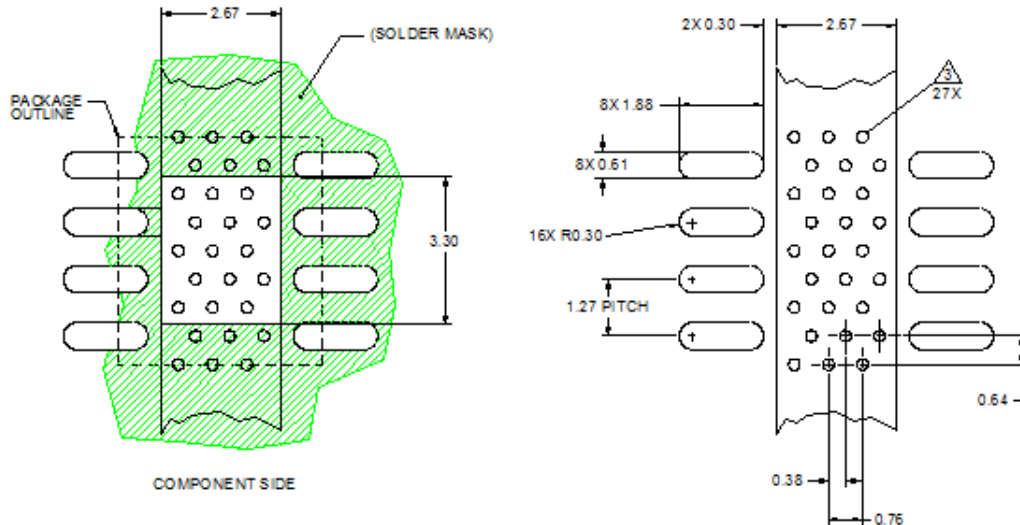 2.67
(SOLDER MASK)
PACKAGE
OUTLINE
3.30
COMPONENT SIDE
2X 0.30
2.67
3
27X
8X 1.88
8X 0.61
16X R0.30
1.27 PITCH
0.64
0.38
0.76